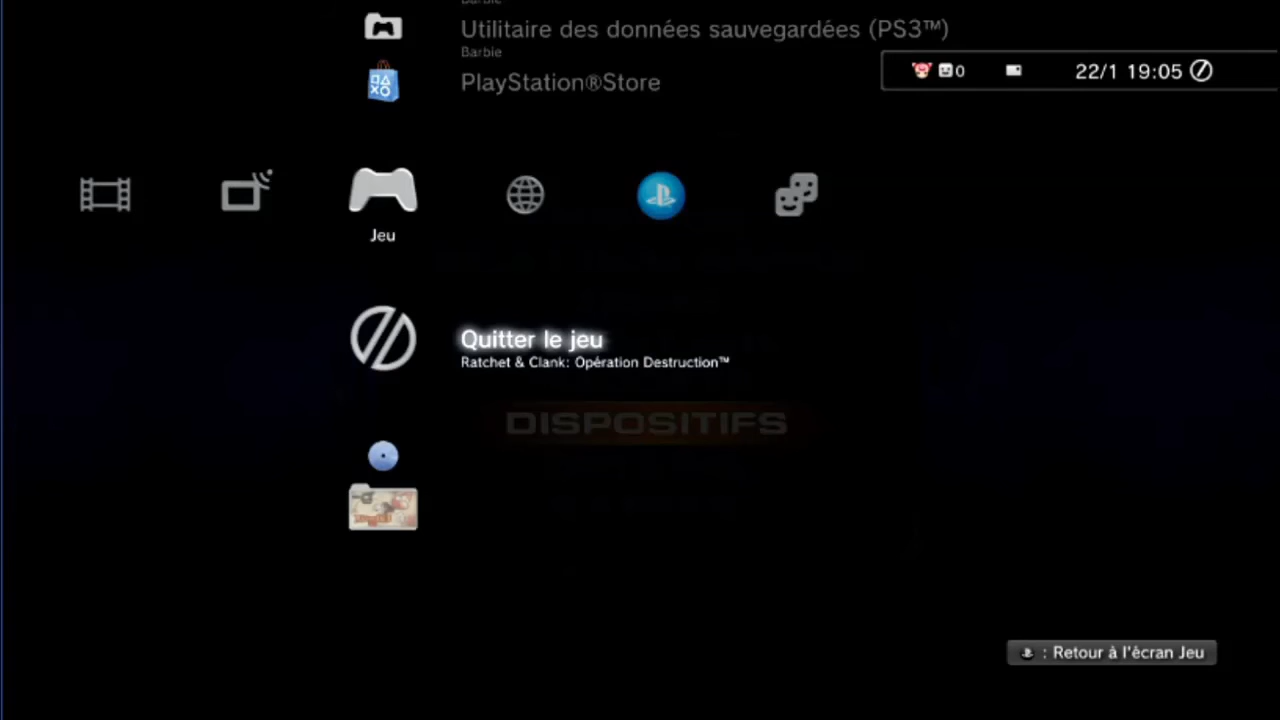 Barbie
Utilitaire des données sauvegardées (PS3™)
Barbie
PlayStation®Store
0
22/1 19:05
Jeu
Quitter le jeu
Ratchet & Clank: Opération Destruction™
DISPOSITIFS
: Retour à l'écran Jeu